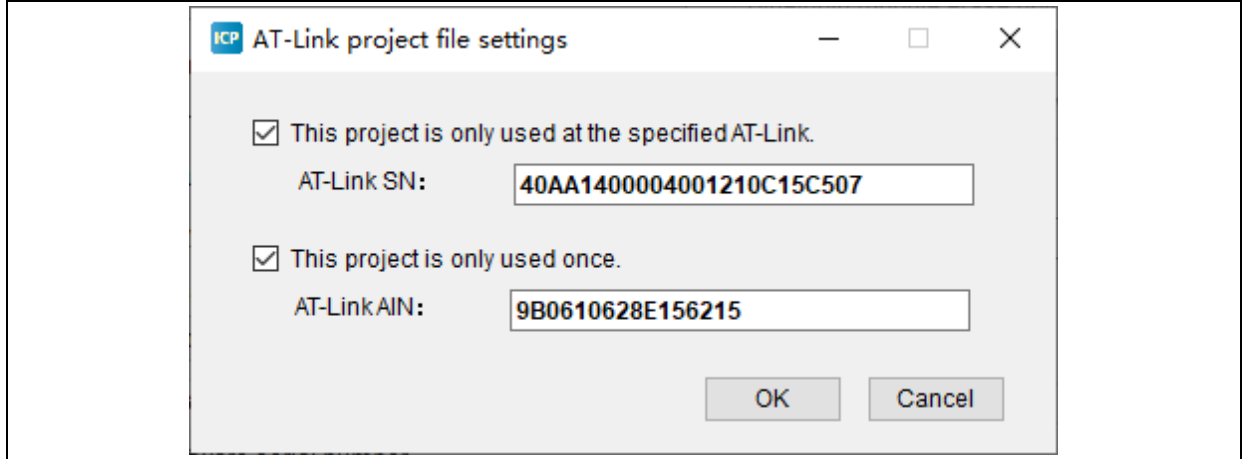 ICP AT-Link project file settings
This project is only used at the specified AT-Link.
AT-Link SN: 40AA1400004001210C15C507
This project is only used once.
AT-Link AIN: 9B0610628E156215
OK Cancel